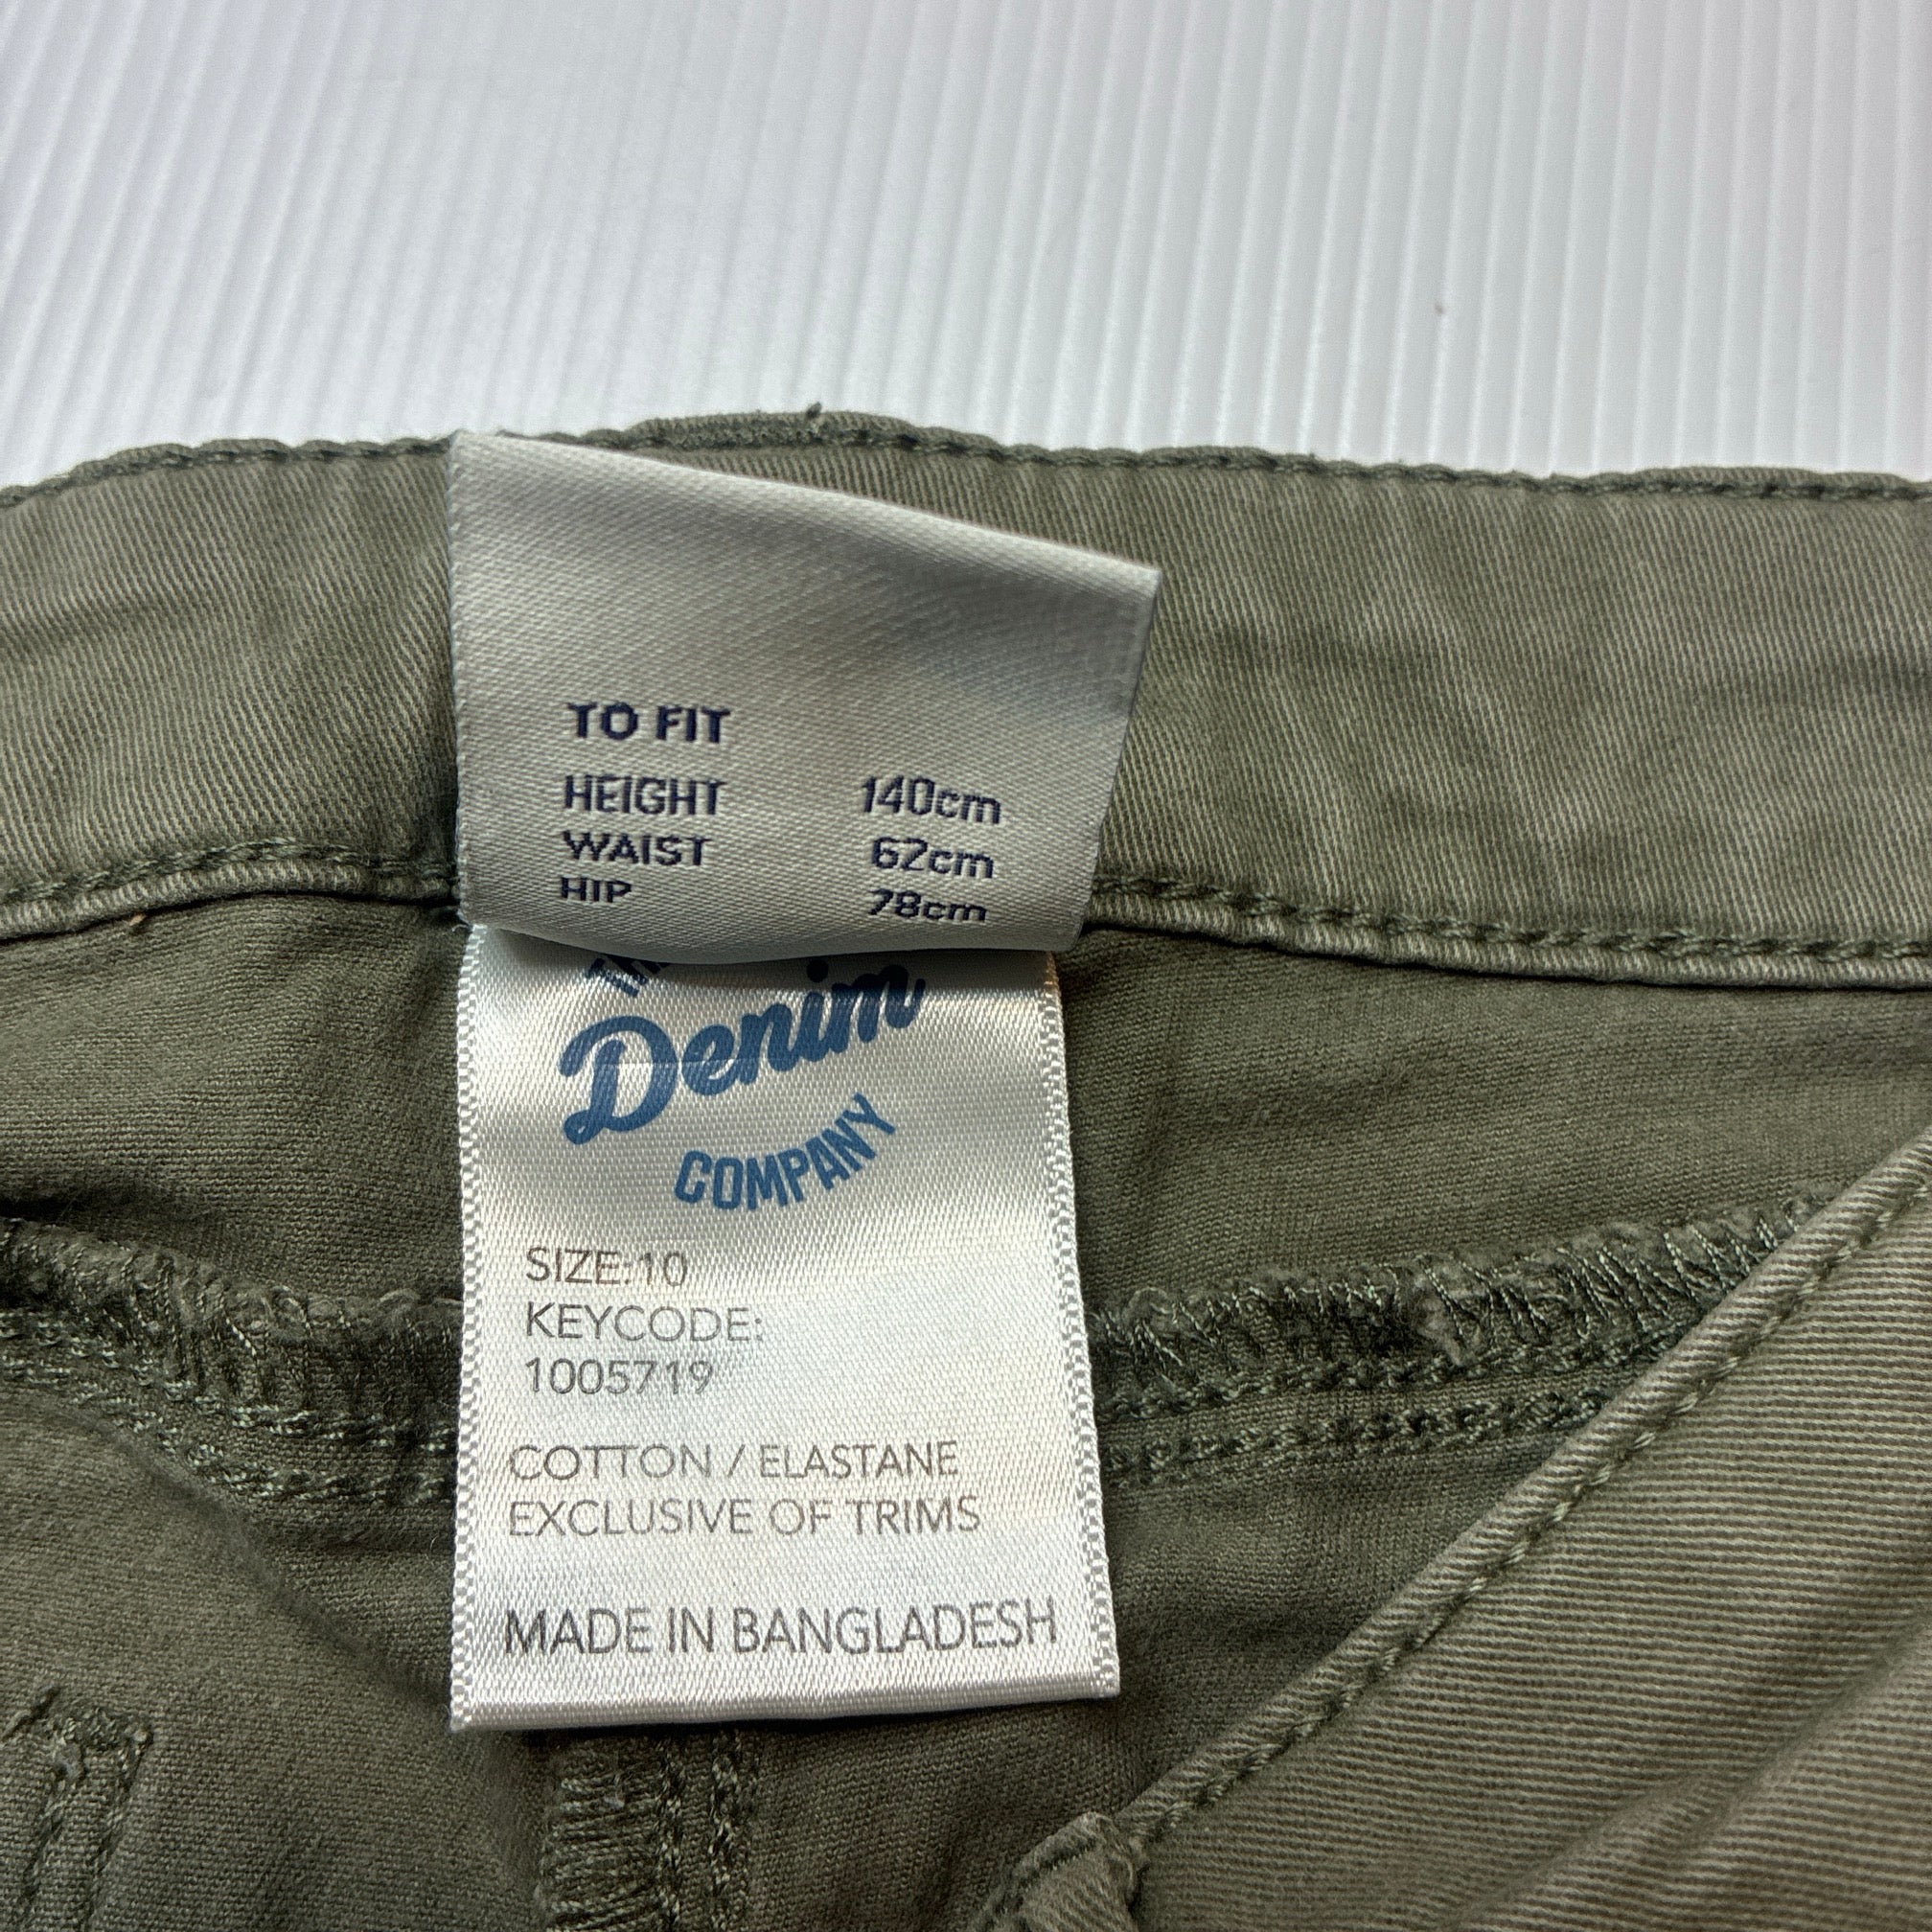 TO FIT
HEIGHT 140cm
WAIST 62cm
HIP 78cm
Denim
COMPANY
SIZE:10
KEYCODE:
1005719
COTTON / ELASTANE
EXCLUSIVE OF TRIMS
MADE IN BANGLADESH